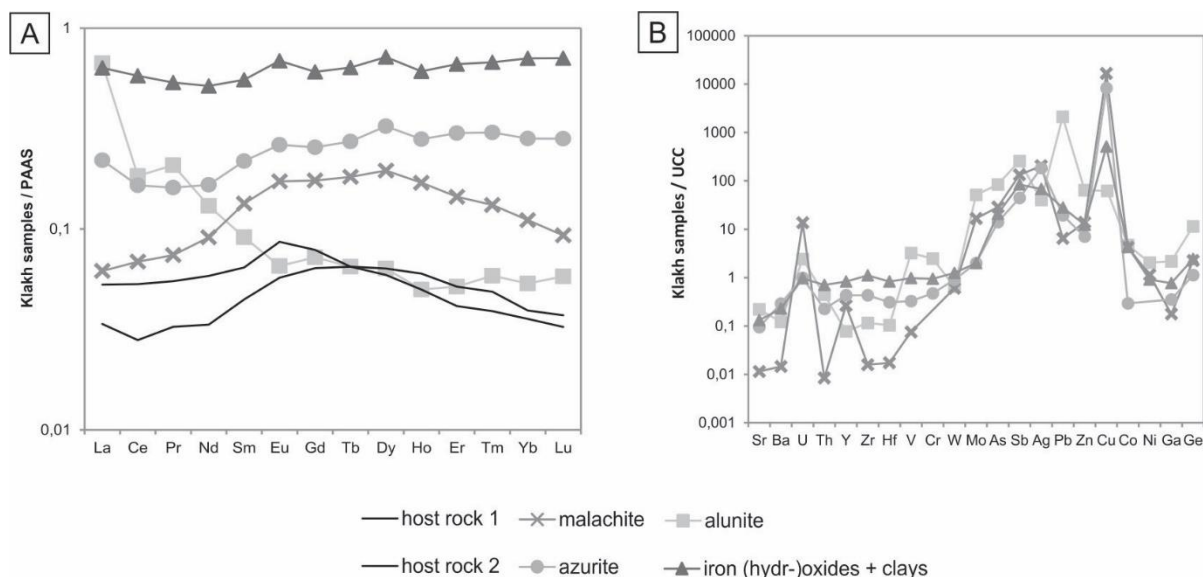 A
1
0,1
0,01
Klakh samples / PAAS
La Ce Pr Nd Sm Eu Gd Tb Dy Ho Er Tm Yb Lu
B
100000
10000
1000
100
10
1
0,1
0,01
0,001
Klakh samples / UCC
Sr Ba U Th Y Zr Hf V Cr W Mo As Sb Ag Pb Zn Cu Co Ni Ga Ge
host rock 1 malachite alunite
host rock 2 azurite iron (hydr-)oxides + clays